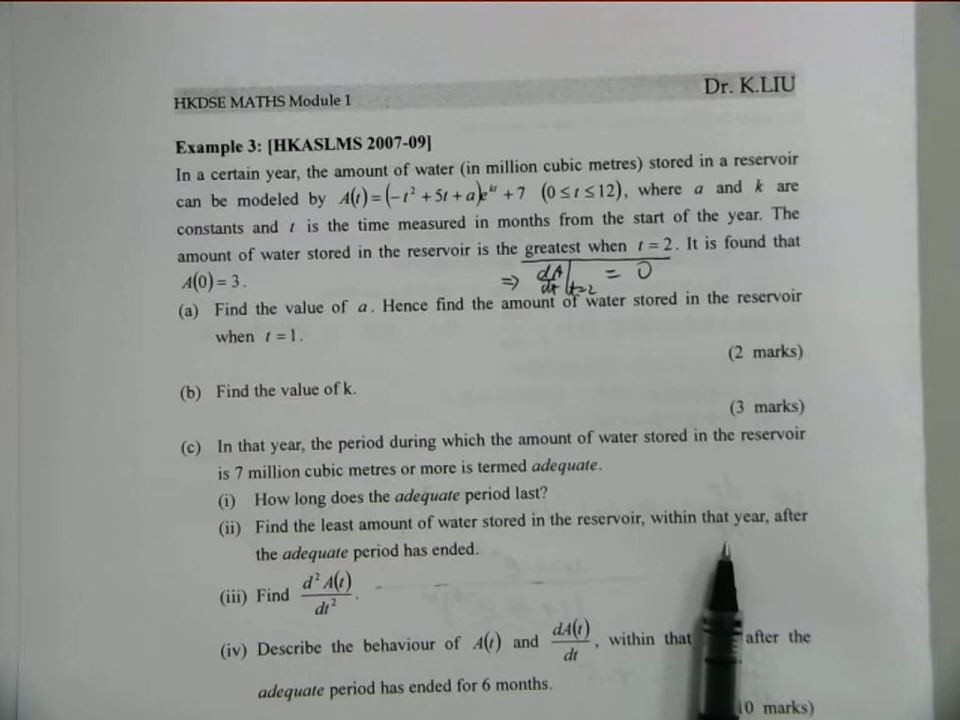 HKDSE MATHS Module 1
Dr. K.LIU
Example 3: [HKASLMS 2007-09]
In a certain year, the amount of water (in million cubic metres) stored in a reservoir
can be modeled by A(t) = (−t² + 5t + a)e^{kt} + 7 (0 ≤ t ≤ 12), where a and k are
constants and t is the time measured in months from the start of the year. The
amount of water stored in the reservoir is the greatest when t = 2. It is found that
A(0) = 3.
⇒ dA/dt |t=2 = 0
(a) Find the value of a. Hence find the amount of water stored in the reservoir
when t = 1.
(2 marks)
(b) Find the value of k.
(3 marks)
(c) In that year, the period during which the amount of water stored in the reservoir
is 7 million cubic metres or more is termed adequate.
(i) How long does the adequate period last?
(ii) Find the least amount of water stored in the reservoir, within that year, after
the adequate period has ended.
(iii) Find d²A(t)/dt².
(iv) Describe the behaviour of A(t) and dA(t)/dt, within that after the
adequate period has ended for 6 months.
10 marks)